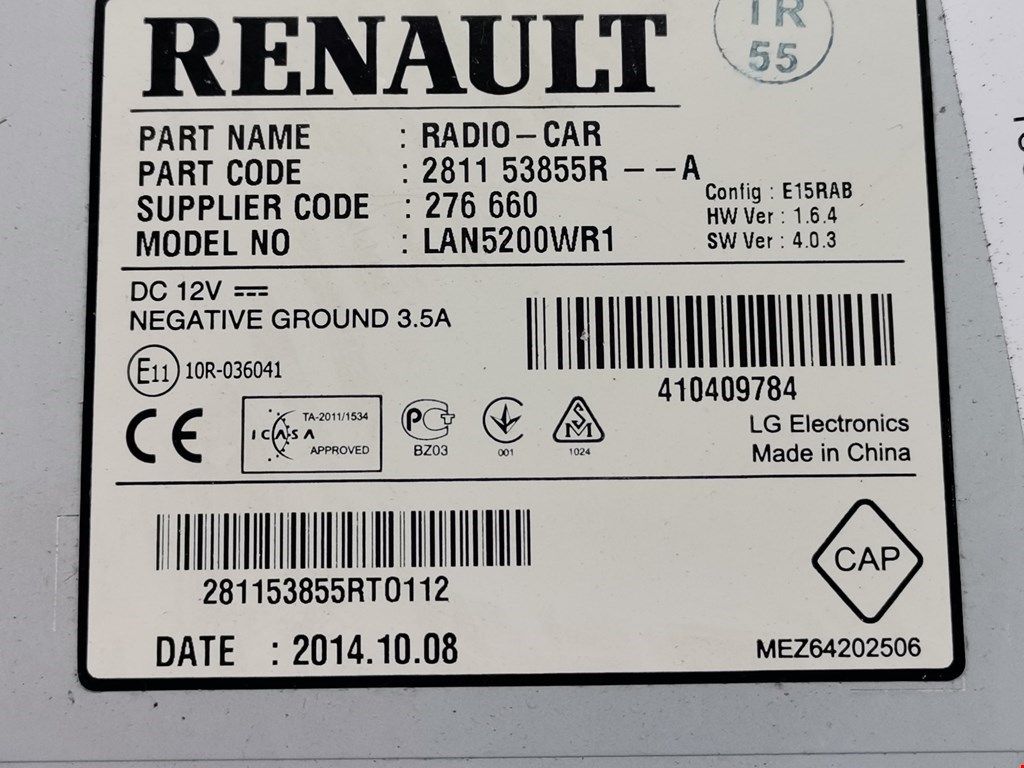 RENAULT
TR
55
PART NAME : RADIO-CAR
PART CODE : 2811 53855R - - A
SUPPLIER CODE : 276 660
MODEL NO : LAN5200WR1
Config : E15RAB
HW Ver : 1.6.4
SW Ver : 4.0.3
DC 12V
NEGATIVE GROUND 3.5A
E11 10R-036041
410409784
CE
ICASA
TA-2011/1534
APPROVED
PCT
BZ03
001
SM
1024
LG Electronics
Made in China
281153855RT0112
CAP
DATE : 2014.10.08
MEZ64202506